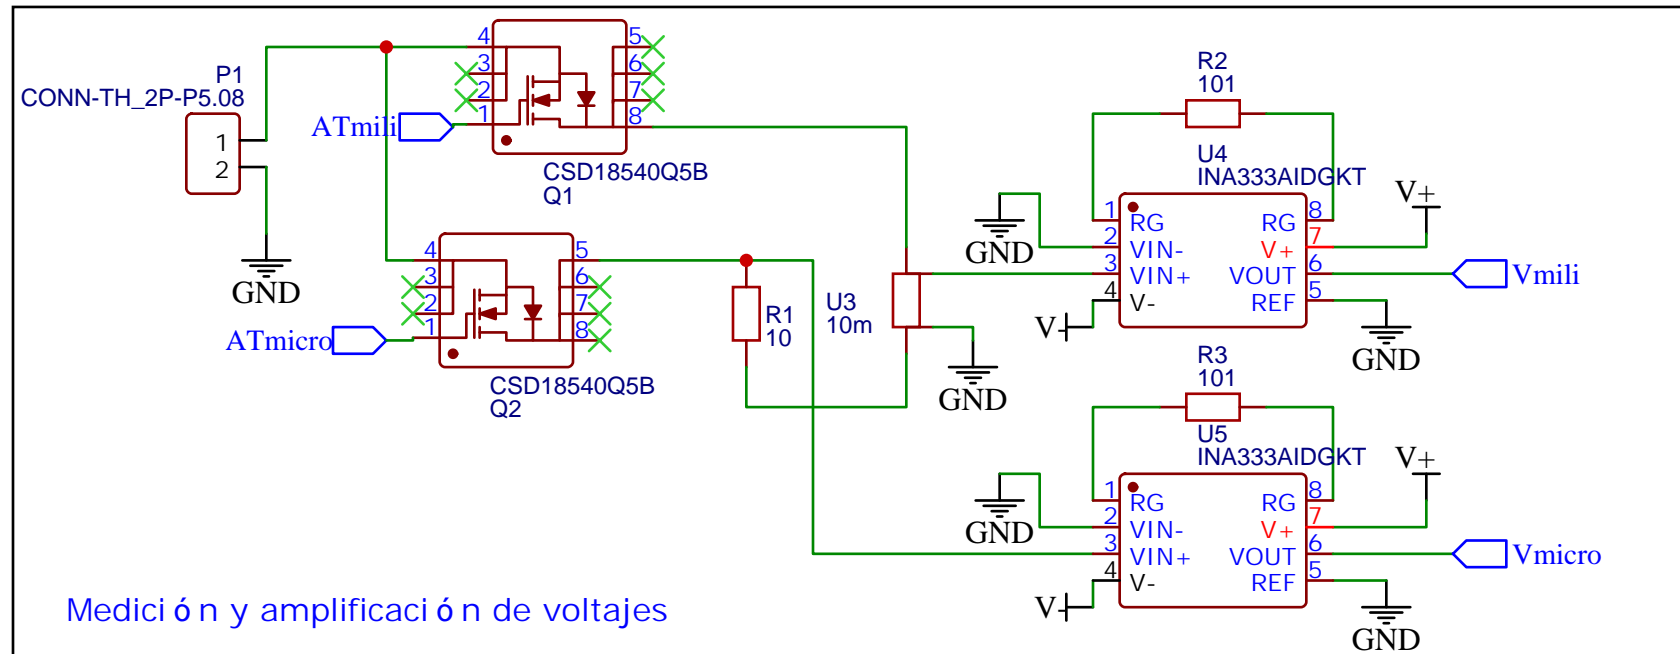 P1
CONN-TH_2P-P5.08
1
2
GND
ATmili
4
3
2
1
5
6
7
8
CSD18540Q5B
Q1
ATmicro
4
3
2
1
5
6
7
8
CSD18540Q5B
Q2
R1
10
U3
10m
GND
R2
101
U4
INA333AIDGKT
GND
1
2
3
4
RG
VIN-
VIN+
V-
RG
V+
VOUT
REF
8
7
6
5
V+
V-
Vmili
GND
R3
101
U5
INA333AIDGKT
GND
1
2
3
4
RG
VIN-
VIN+
V-
RG
V+
VOUT
REF
8
7
6
5
V+
V-
Vmicro
GND
Medición y amplificación de voltajes